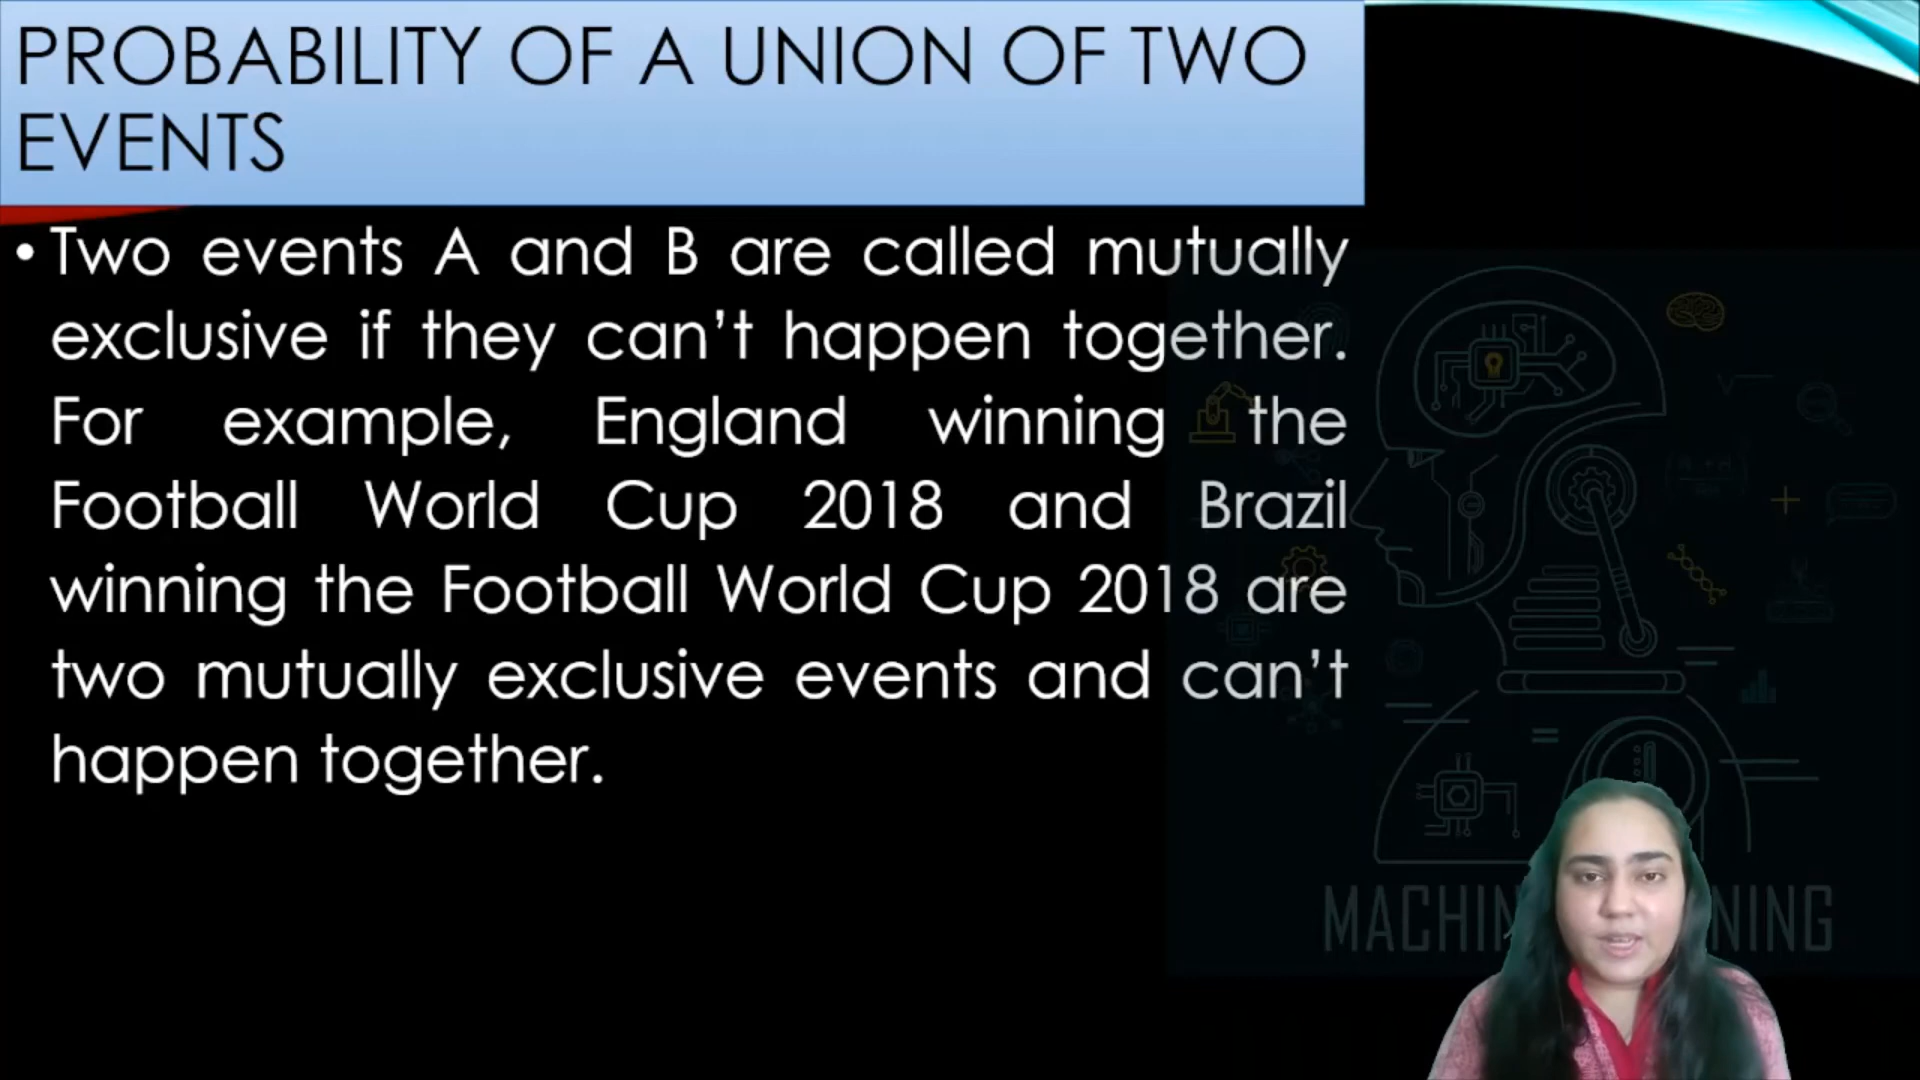 PROBABILITY OF A UNION OF TWO
EVENTS
• Two events A and B are called mutually
exclusive if they can’t happen together.
For example, England winning the
Football World Cup 2018 and Brazil
winning the Football World Cup 2018 are
two mutually exclusive events and can’t
happen together.